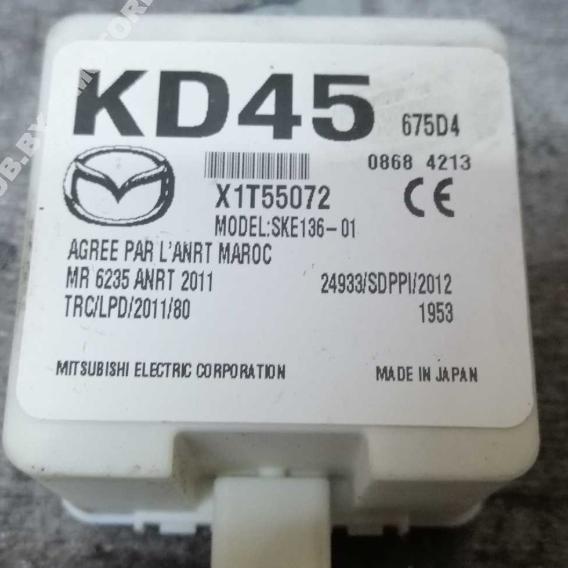 KD45 675D4
0868 4213
X1T55072
MODEL:SKE136-01
AGREE PAR L'ANRT MAROC
MR 6235 ANRT 2011 24933/SDPPI/2012
TRC/LPD/2011/80 1953
MITSUBISHI ELECTRIC CORPORATION MADE IN JAPAN